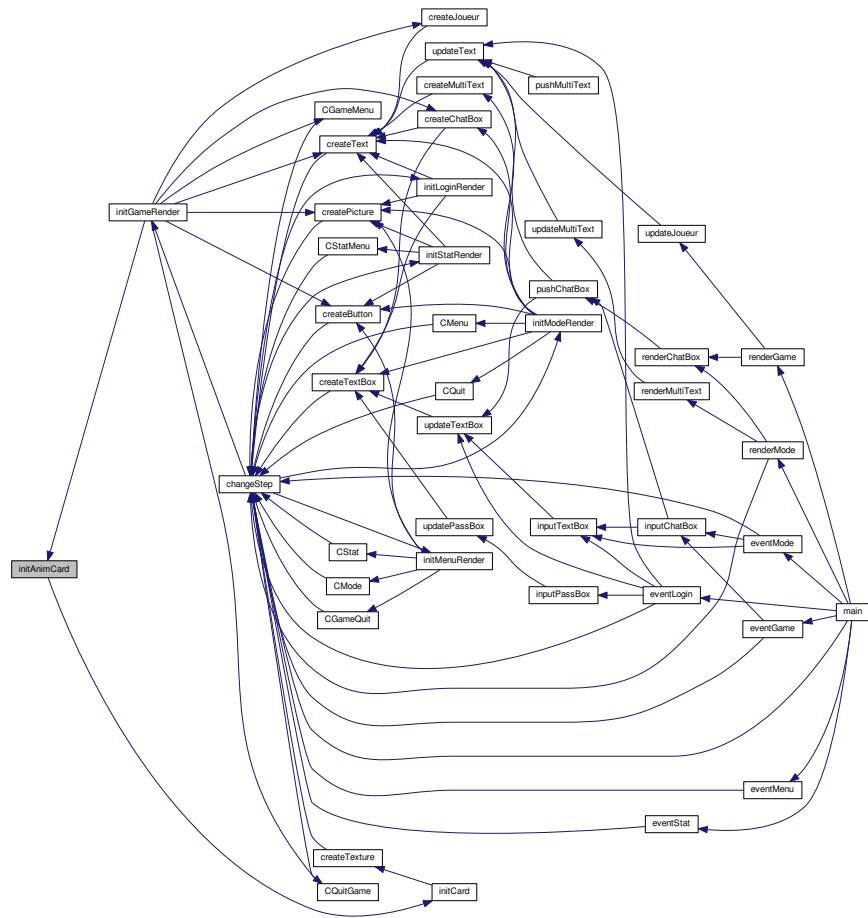 createJoueur
updateText
createMultiText
pushMultiText
CGameMenu
createChatBox
createText
initLoginRender
initGameRender
createPicture
updateMultiText
updateJoueur
CStatMenu
initStatRender
pushChatBox
createButton
CMenu
initModeRender
renderChatBox
renderGame
createTextBox
CQuit
renderMultiText
updateTextBox
renderMode
changeStep
updatePassBox
inputTextBox
inputChatBox
eventMode
CStat
initMenuRender
initAnimCard
CMode
inputPassBox
eventLogin
main
CGameQuit
eventGame
eventMenu
eventStat
createTexture
CQuitGame
initCard